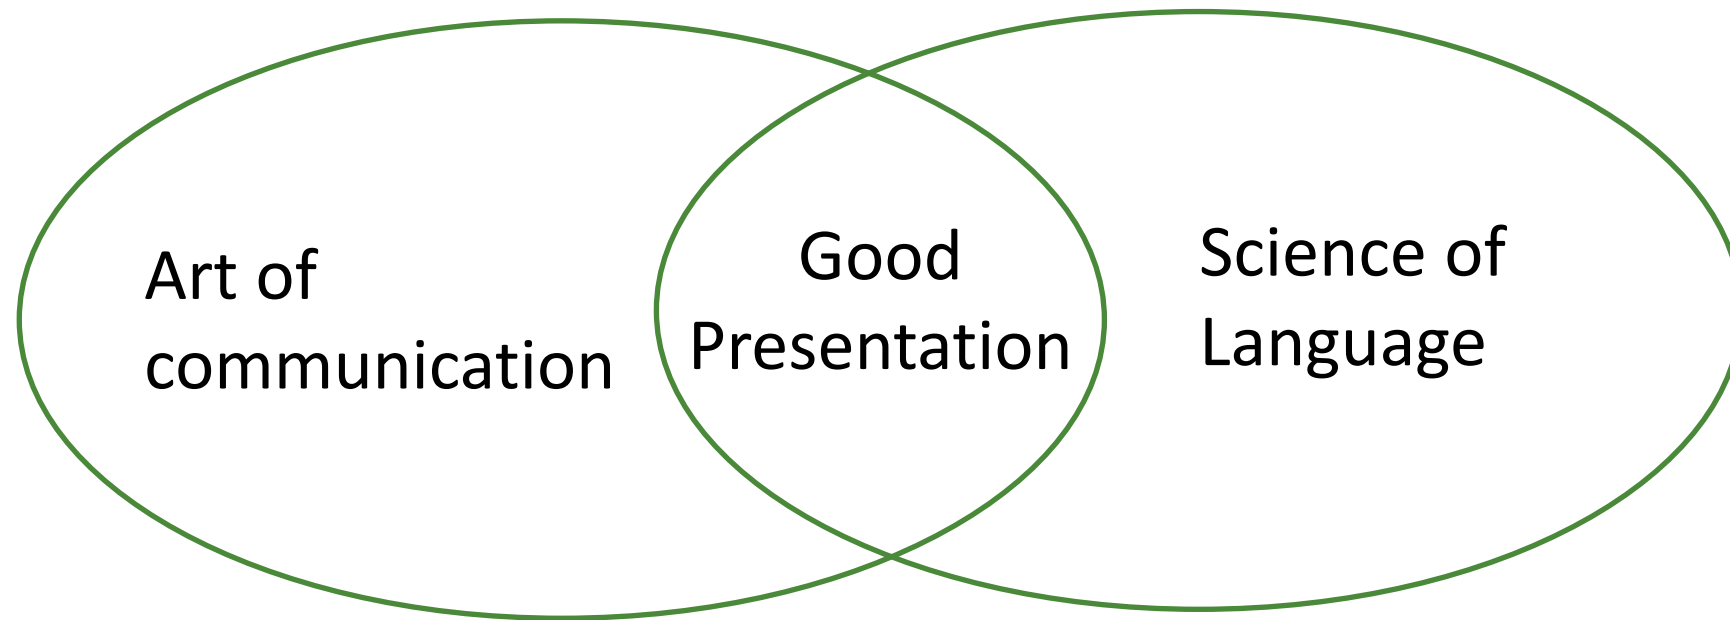 Art of
communication
Good
Presentation
Science of
Language